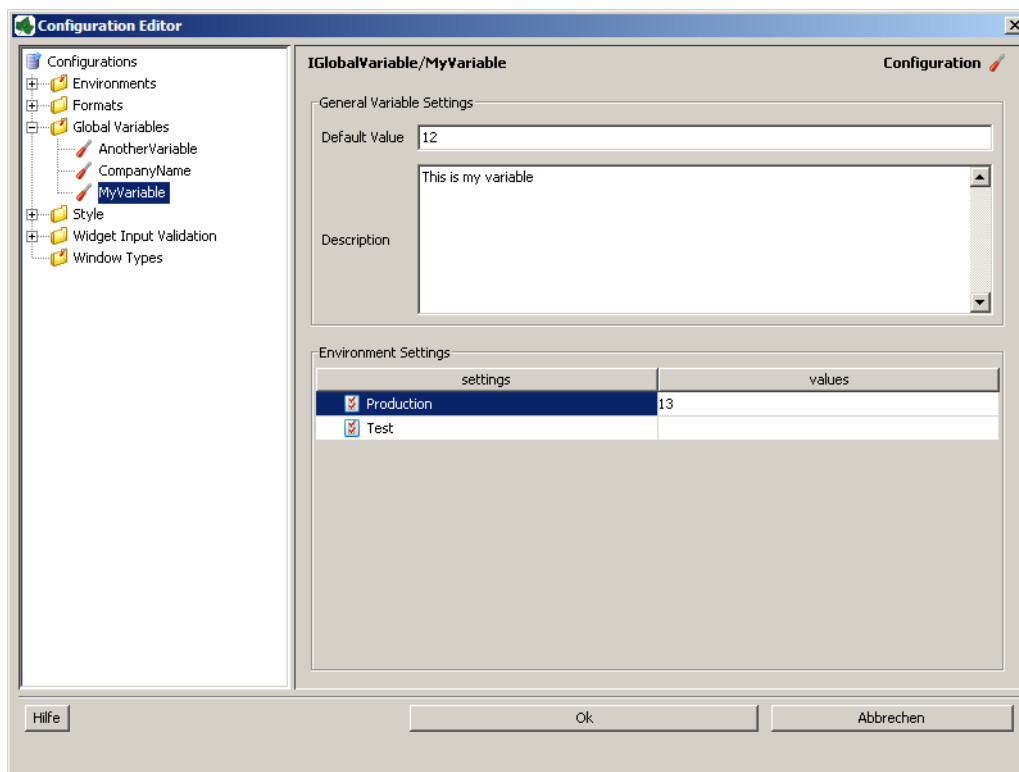 Configuration Editor
Configurations
Environments
Formats
Global Variables
AnotherVariable
CompanyName
MyVariable
Style
Widget Input Validation
Window Types
IGlobalVariable/MyVariable Configuration
General Variable Settings
Default Value 12
This is my variable
Description
Environment Settings
settings values
Production 13
Test
Hilfe Ok Abbrechen